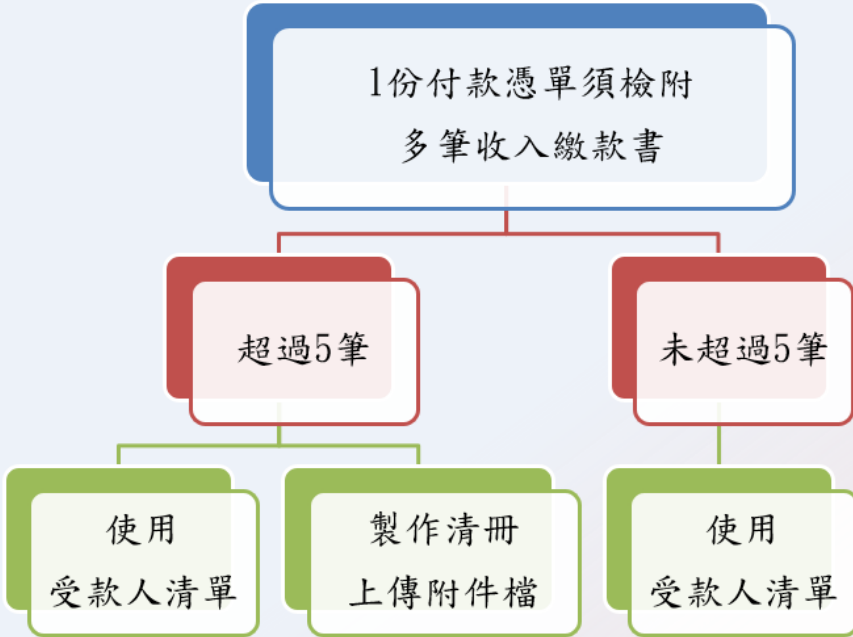 1份付款憑單須檢附
多筆收入繳款書
超過5筆
未超過5筆
使用
受款人清單
製作清冊
上傳附件檔
使用
受款人清單